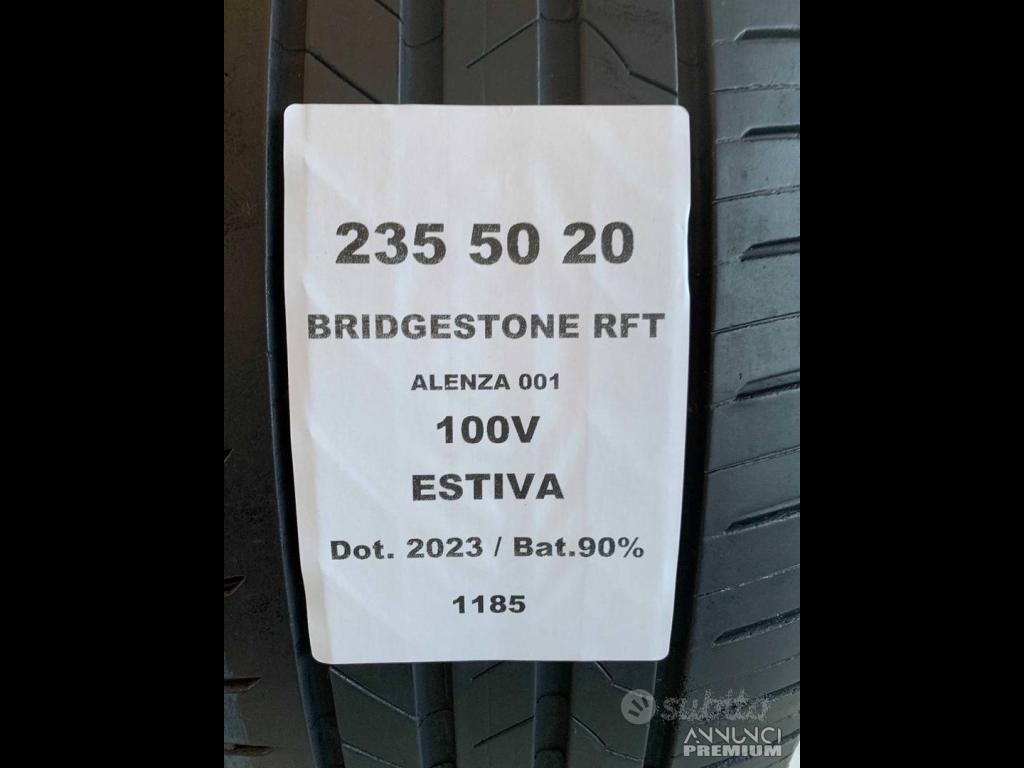 235 50 20
BRIDGESTONE RFT
ALENZA 001
100V
ESTIVA
Dot. 2023 / Bat.90%
1185
subito
ANNUNCI
PREMIUM